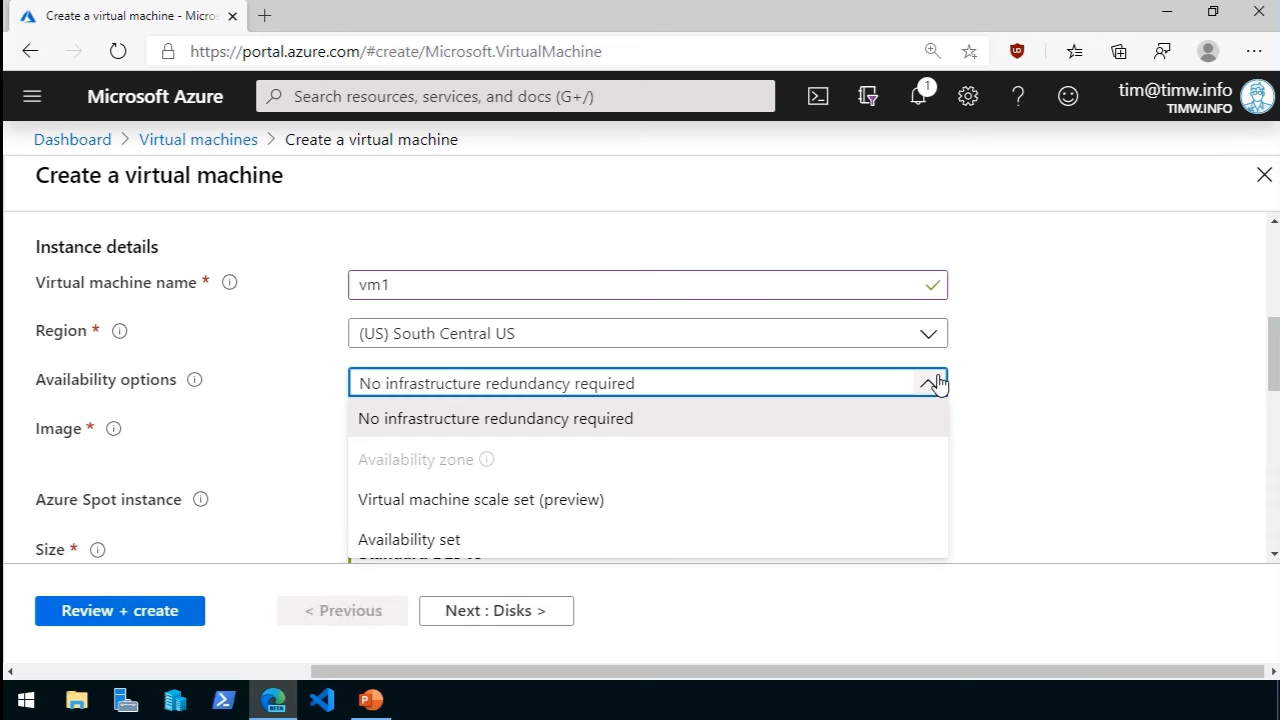 Create a virtual machine - Micros
https://portal.azure.com/#create/Microsoft.VirtualMachine
Microsoft Azure
Search resources, services, and docs (G+/)
1
tim@timw.info
TIMW.INFO
Dashboard > Virtual machines > Create a virtual machine
Create a virtual machine
Instance details
Virtual machine name *
vm1
Region *
(US) South Central US
Availability options
No infrastructure redundancy required
No infrastructure redundancy required
Availability zone
Virtual machine scale set (preview)
Availability set
Image *
Azure Spot instance
Size *
Review + create
< Previous
Next : Disks >
BETA